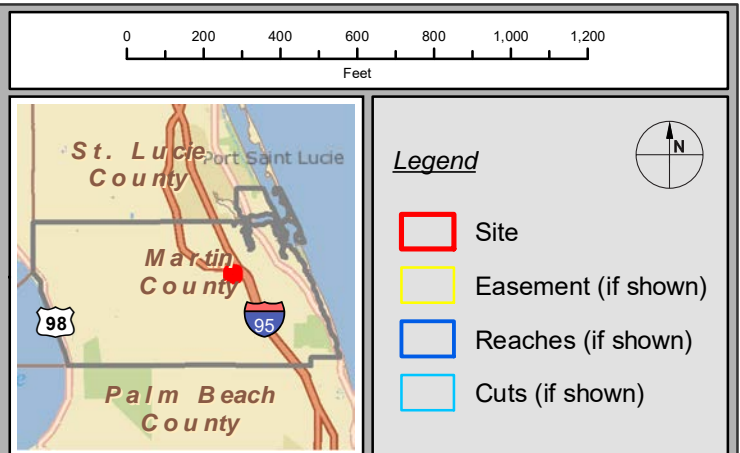 0 200 400 600 800 1,000 1,200
Feet
St. Lucie
County
Port Saint Lucie
Martin
County
98
95
Palm Beach
County
Legend
N
Site
Easement (if shown)
Reaches (if shown)
Cuts (if shown)